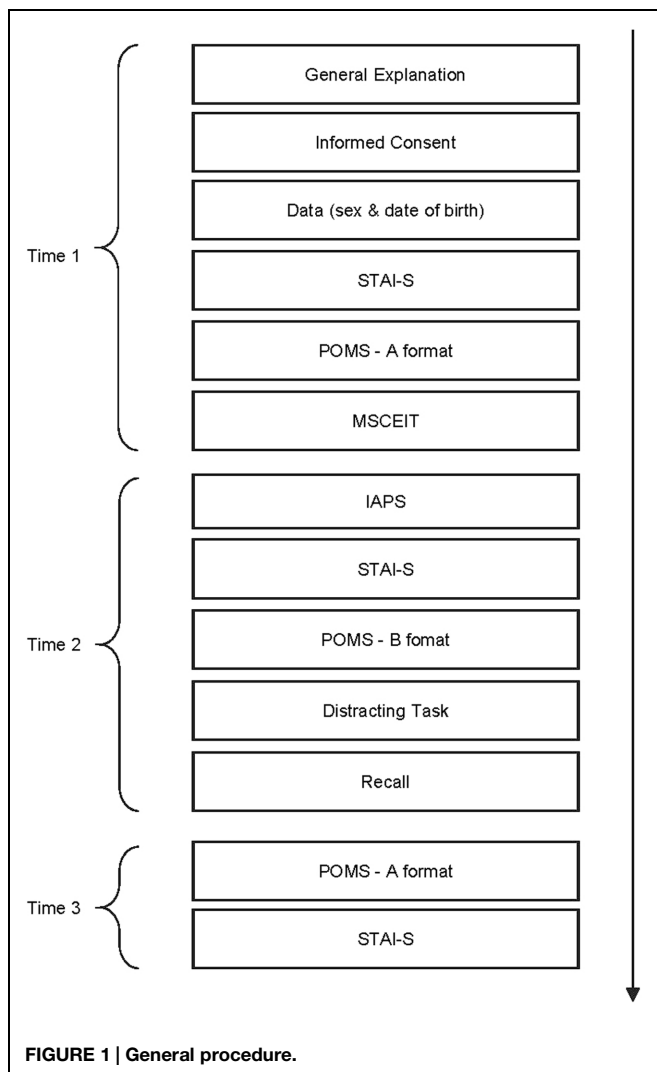 General Explanation
Informed Consent
Data (sex & date of birth)
Time 1
STAI-S
POMS - A format
MSCEIT
IAPS
STAI-S
POMS - B fomat
Time 2
Distracting Task
Recall
POMS - A format
Time 3
STAI-S
FIGURE 1 | General procedure.